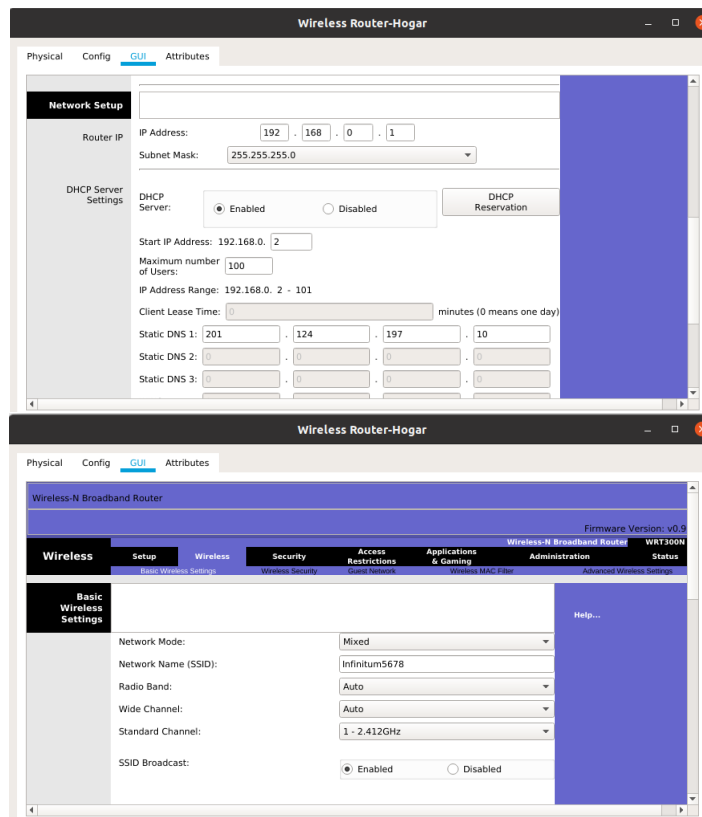 Wireless Router-Hogar
Physical Config GUI Attributes
Network Setup
Router IP
IP Address: 192 . 168 . 0 . 1
Subnet Mask: 255.255.255.0
DHCP Server Settings
DHCP Server: Enabled Disabled DHCP Reservation
Start IP Address: 192.168.0. 2
Maximum number of Users: 100
IP Address Range: 192.168.0. 2 - 101
Client Lease Time: 0 minutes (0 means one day)
Static DNS 1: 201 . 124 . 197 . 10
Static DNS 2: 0 . 0 . 0 . 0
Static DNS 3: 0 . 0 . 0 . 0
Wireless Router-Hogar
Physical Config GUI Attributes
Wireless-N Broadband Router
Firmware Version: v0.9
Wireless-N Broadband Router WRT300N
Wireless
Setup Wireless Security Access Restrictions Applications & Gaming Administration Status
Basic Wireless Settings Wireless Security Guest Network Wireless MAC Filter Advanced Wireless Settings
Basic Wireless Settings
Help...
Network Mode: Mixed
Network Name (SSID): Infinitum5678
Radio Band: Auto
Wide Channel: Auto
Standard Channel: 1 - 2.412GHz
SSID Broadcast: Enabled Disabled